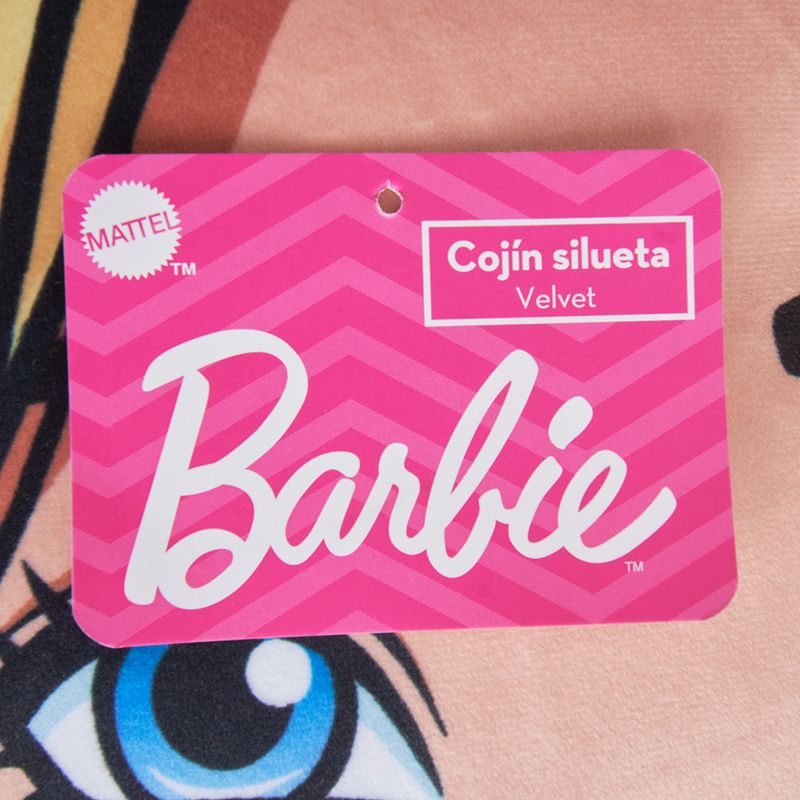 MATTEL
TM
Cojín silueta
Velvet
Barbie
TM